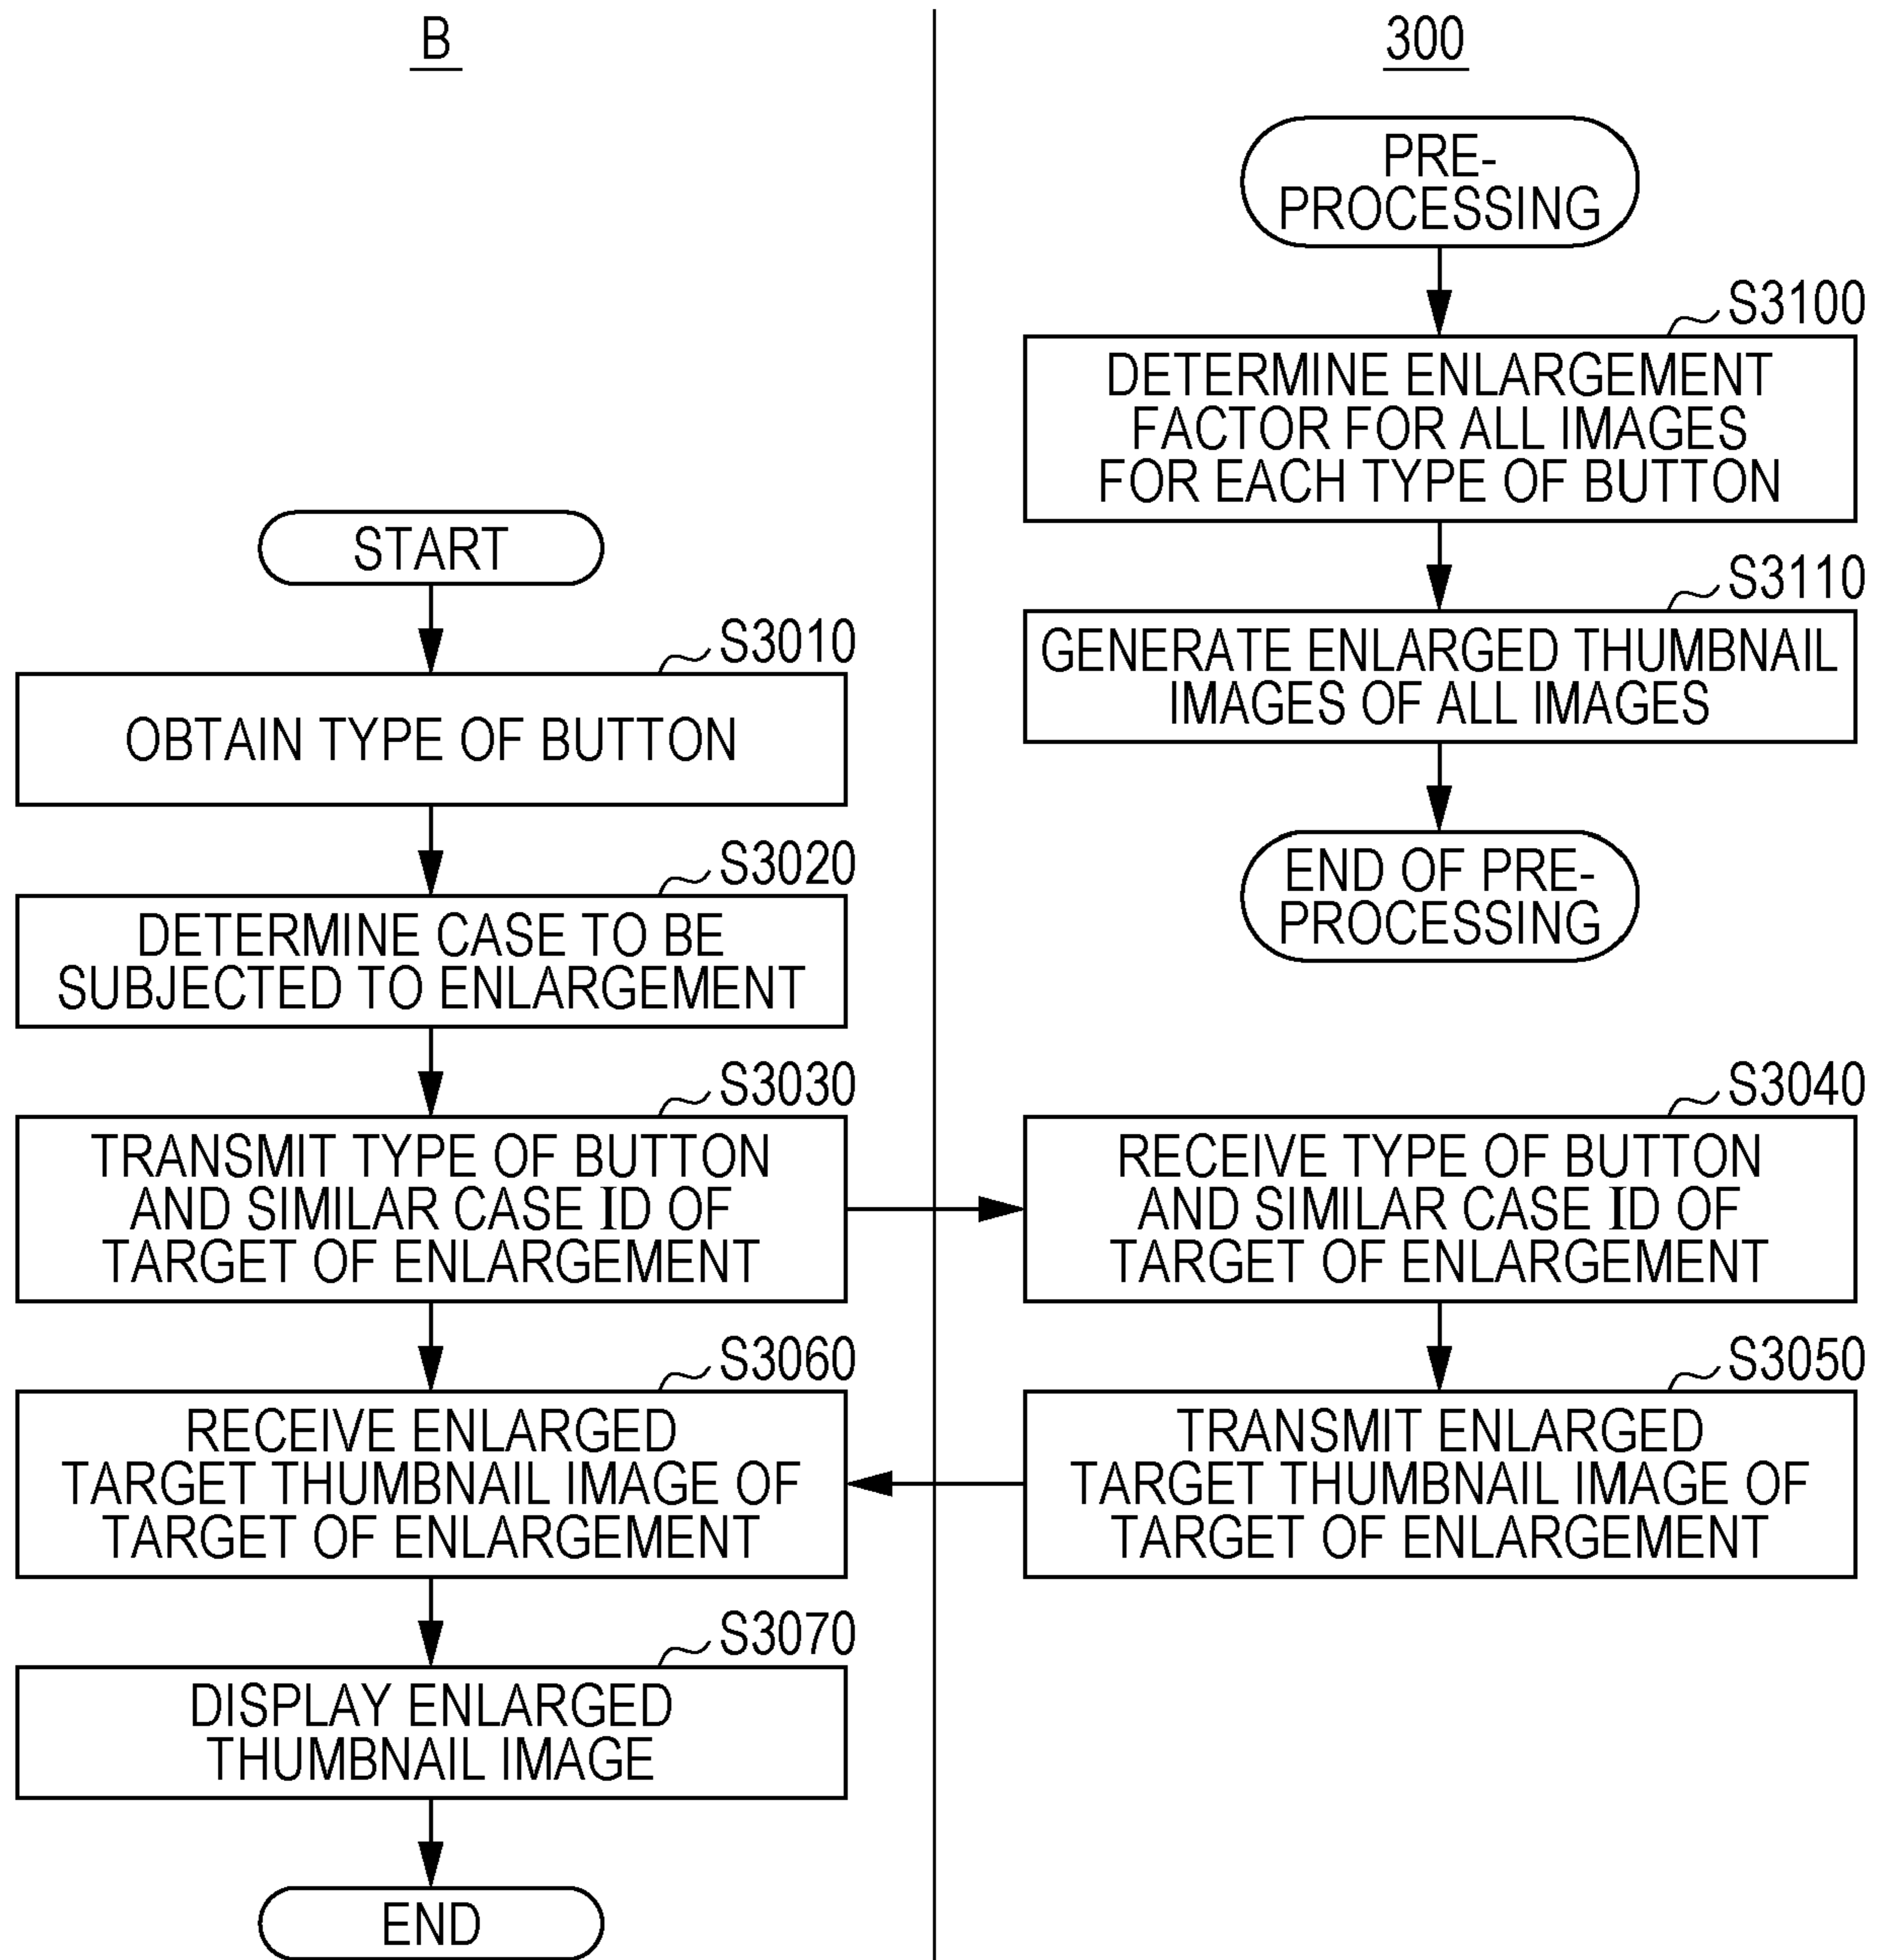 B
START
S3010
OBTAIN TYPE OF BUTTON
S3020
DETERMINE CASE TO BE
SUBJECTED TO ENLARGEMENT
S3030
TRANSMIT TYPE OF BUTTON
AND SIMILAR CASE ID OF
TARGET OF ENLARGEMENT
S3060
RECEIVE ENLARGED
TARGET THUMBNAIL IMAGE OF
TARGET OF ENLARGEMENT
S3070
DISPLAY ENLARGED
THUMBNAIL IMAGE
END
300
PRE-
PROCESSING
S3100
DETERMINE ENLARGEMENT
FACTOR FOR ALL IMAGES
FOR EACH TYPE OF BUTTON
S3110
GENERATE ENLARGED THUMBNAIL
IMAGES OF ALL IMAGES
END OF PRE-
PROCESSING
S3040
RECEIVE TYPE OF BUTTON
AND SIMILAR CASE ID OF
TARGET OF ENLARGEMENT
S3050
TRANSMIT ENLARGED
TARGET THUMBNAIL IMAGE OF
TARGET OF ENLARGEMENT